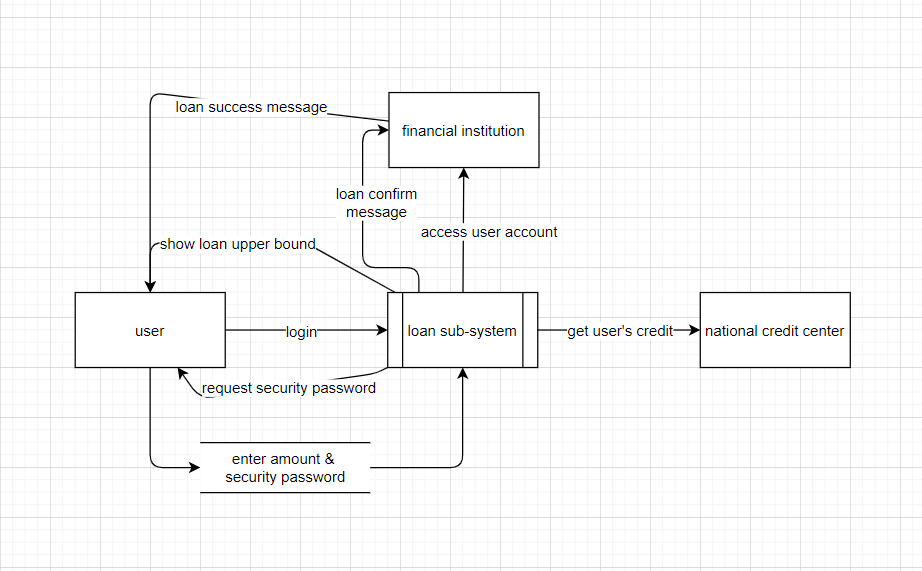 loan success message
financial institution
loan confirm
message
access user account
show loan upper bound
user
login
loan sub-system
get user's credit
national credit center
request security password
enter amount &
security password